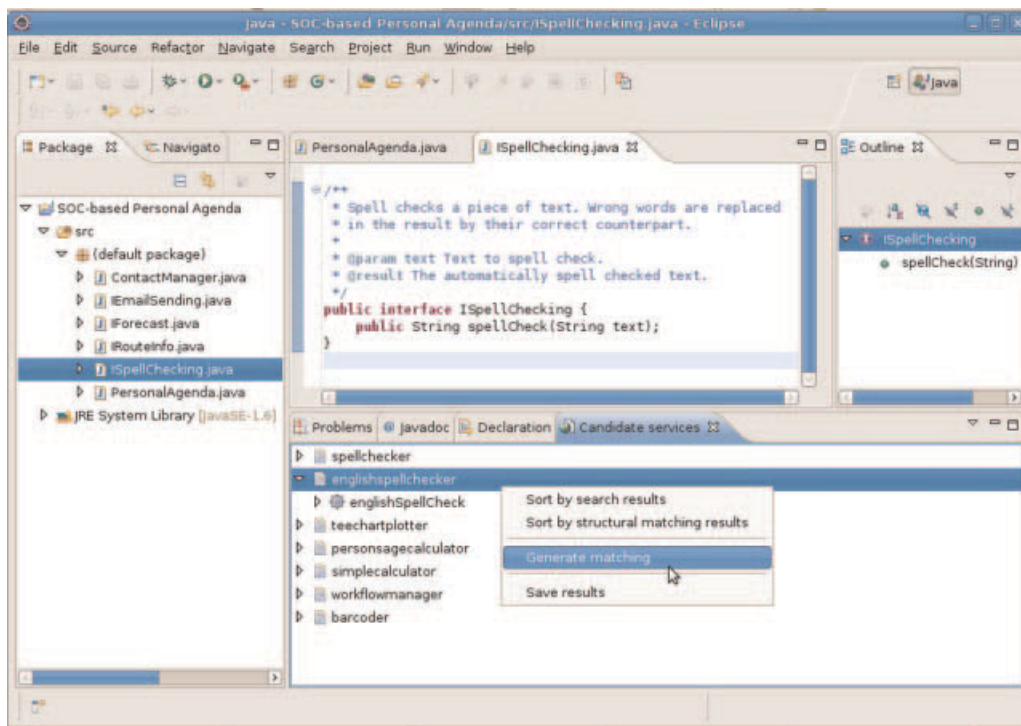 Java - SOC-based Personal Agenda/src/ISpellChecking.java - Eclipse
File Edit Source Refactor Navigate Search Project Run Window Help
Java
Package Navigato
SOC-based Personal Agenda
src
(default package)
ContactManager.java
IEmailSending.java
IForecast.java
IRouteInfo.java
ISpellChecking.java
PersonalAgenda.java
JRE System Library [JavaSE-1.6]
PersonalAgenda.java ISpellChecking.java
/**
* Spell checks a piece of text. Wrong words are replaced
* in the result by their correct counterpart.
*
* @param text Text to spell check.
* @result The automatically spell checked text.
*/
public interface ISpellChecking {
public String spellCheck(String text);
}
Outline
ISpellChecking
spellCheck(String)
Problems @ Javadoc Declaration Candidate services
spellchecker
englishspellchecker
englishSpellCheck
teechartplotter
personsagecalculator
simplecalculator
workflowmanager
barcoder
Sort by search results
Sort by structural matching results
Generate matching
Save results